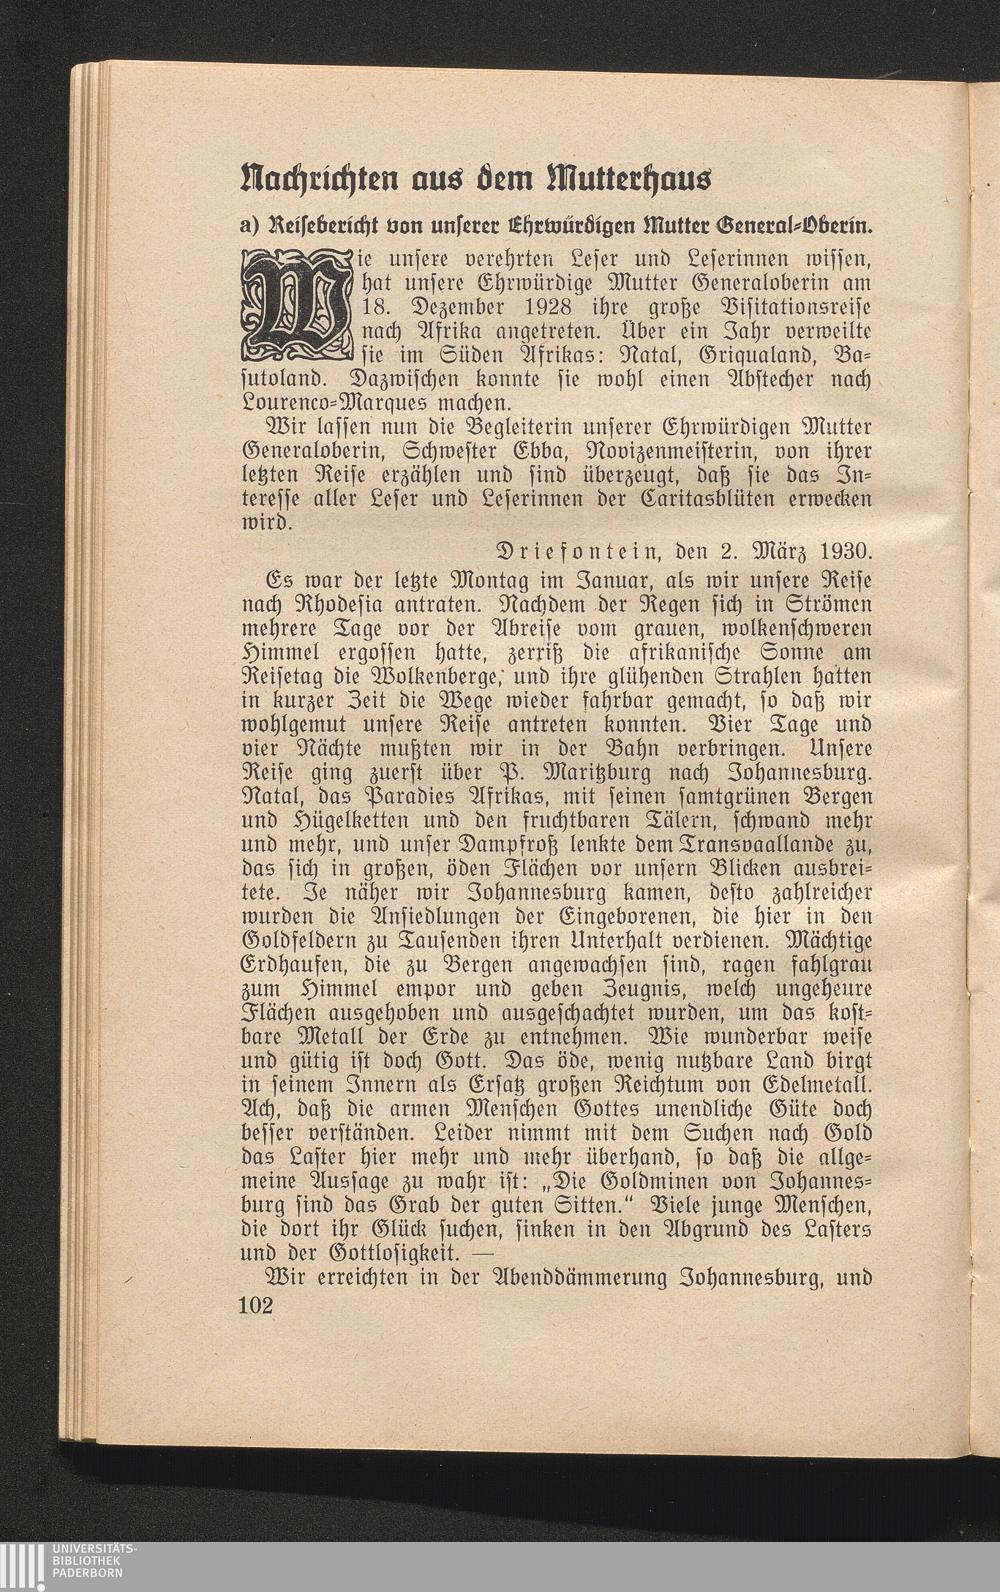 Nachrichten aus dem Mutterhaus
a) Reisebericht von unserer Ehrwürdigen Mutter General-Oberin.
Wie unsere verehrten Leser und Leserinnen wissen,
hat unsere Ehrwürdige Mutter Generaloberin am
18. Dezember 1928 ihre große Visitationsreise
nach Afrika angetreten. Über ein Jahr verweilte
sie im Süden Afrikas: Natal, Griqualand, Ba-
sutoland. Dazwischen konnte sie wohl einen Abstecher nach
Lourenco-Marques machen.
Wir lassen nun die Begleiterin unserer Ehrwürdigen Mutter
Generaloberin, Schwester Ebba, Novizenmeisterin, von ihrer
letzten Reise erzählen und sind überzeugt, daß sie das In-
teresse aller Leser und Leserinnen der Caritasblüten erwecken
wird.
Driefontein, den 2. März 1930.
Es war der letzte Montag im Januar, als wir unsere Reise
nach Rhodesia antraten. Nachdem der Regen sich in Strömen
mehrere Tage vor der Abreise vom grauen, wolkenschweren
Himmel ergossen hatte, zerriß die afrikanische Sonne am
Reisetag die Wolkenberge, und ihre glühenden Strahlen hatten
in kurzer Zeit die Wege wieder fahrbar gemacht, so daß wir
wohlgemut unsere Reise antreten konnten. Vier Tage und
vier Nächte mußten wir in der Bahn verbringen. Unsere
Reise ging zuerst über P. Maritzburg nach Johannesburg.
Natal, das Paradies Afrikas, mit seinen samtgrünen Bergen
und Hügelketten und den fruchtbaren Tälern, schwand mehr
und mehr, und unser Dampfroß lenkte dem Transvaallande zu,
das sich in großen, öden Flächen vor unsern Blicken ausbrei-
tete. Je näher wir Johannesburg kamen, desto zahlreicher
wurden die Ansiedlungen der Eingeborenen, die hier in den
Goldfeldern zu Tausenden ihren Unterhalt verdienen. Mächtige
Erdhaufen, die zu Bergen angewachsen sind, ragen fahlgrau
zum Himmel empor und geben Zeugnis, welch ungeheure
Flächen ausgehoben und ausgeschachtet wurden, um das kost-
bare Metall der Erde zu entnehmen. Wie wunderbar weise
und gütig ist doch Gott. Das öde, wenig nutzbare Land birgt
in seinem Innern als Ersatz großen Reichtum von Edelmetall.
Ach, daß die armen Menschen Gottes unendliche Güte doch
besser verständen. Leider nimmt mit dem Suchen nach Gold
das Laster hier mehr und mehr überhand, so daß die allge-
meine Aussage zu wahr ist: „Die Goldminen von Johannes-
burg sind das Grab der guten Sitten.“ Viele junge Menschen,
die dort ihr Glück suchen, sinken in den Abgrund des Lasters
und der Gottlosigkeit. —
Wir erreichten in der Abenddämmerung Johannesburg, und
102
UNIVERSITÄTS-
BIBLIOTHEK
PADERBORN